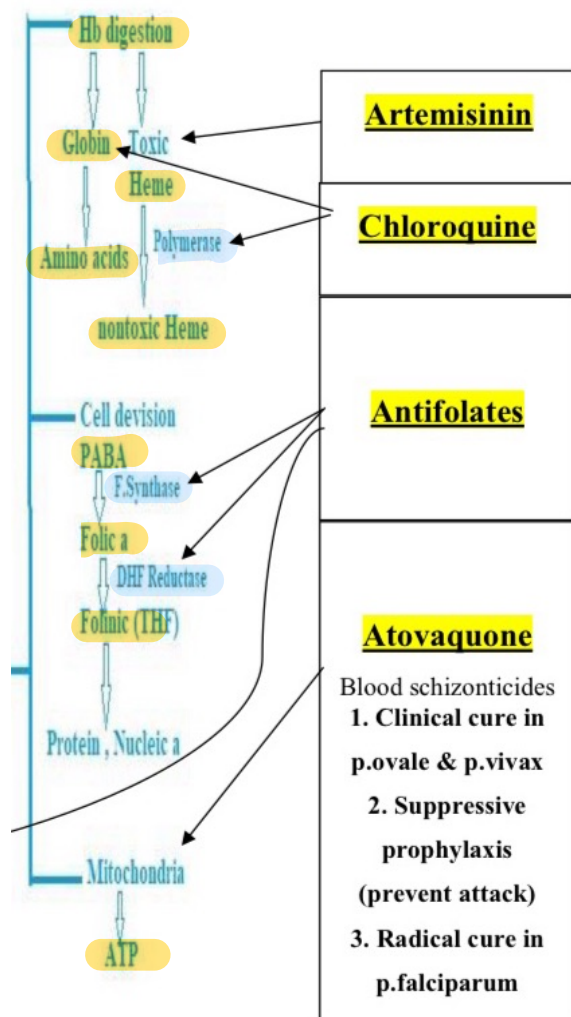 Hb digestion
Globin Toxic
Heme
Polymerase
Amino acids
nontoxic Heme
Cell devision
PABA
F.Synthase
Folic a
DHF Reductase
Folinic (THF)
Protein , Nucleic a
Mitochondria
ATP
Artemisinin
Chloroquine
Antifolates
Atovaquone
Blood schizonticides
1. Clinical cure in
p.ovale & p.vivax
2. Suppressive
prophylaxis
(prevent attack)
3. Radical cure in
p.falciparum